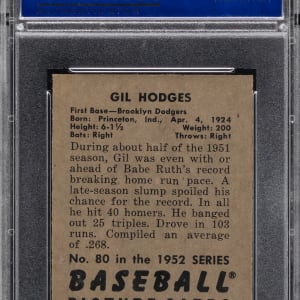 GIL HODGES
First Base—Brooklyn Dodgers
Born: Princeton, Ind., Apr. 4, 1924
Height: 6-1½ Weight: 200
Bats: Right Throws: Right
During about half of the 1951
season, Gil was even with or
ahead of Babe Ruth's record
breaking home run pace. A
late-season slump spoiled his
chance for the record. In all
he hit 40 homers. He banged
out 25 triples. Drove in 103
runs. Compiled an average
of .268.
No. 80 in the 1952 SERIES
BASEBALL®